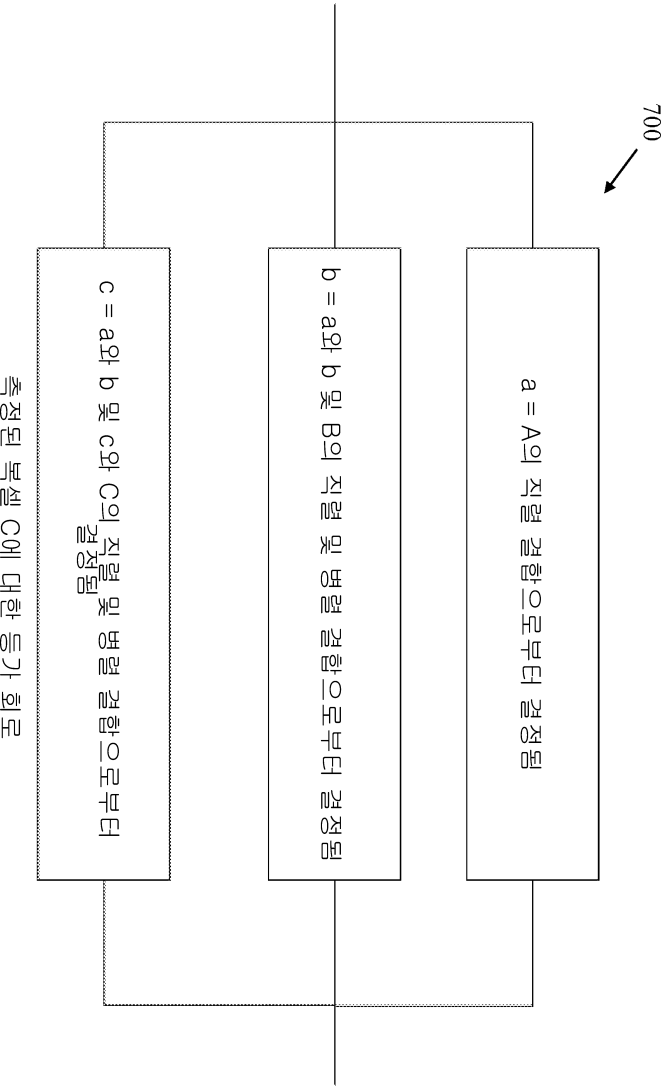 700
a = A의 직렬 결합으로부터 결정됨
b = a와 b 및 B의 직렬 및 병렬 결합으로부터 결정됨
c = a와 b 및 c와 C의 직렬 및 병렬 결합으로부터
결정됨
측정된 복셀 C에 대한 등가 회로